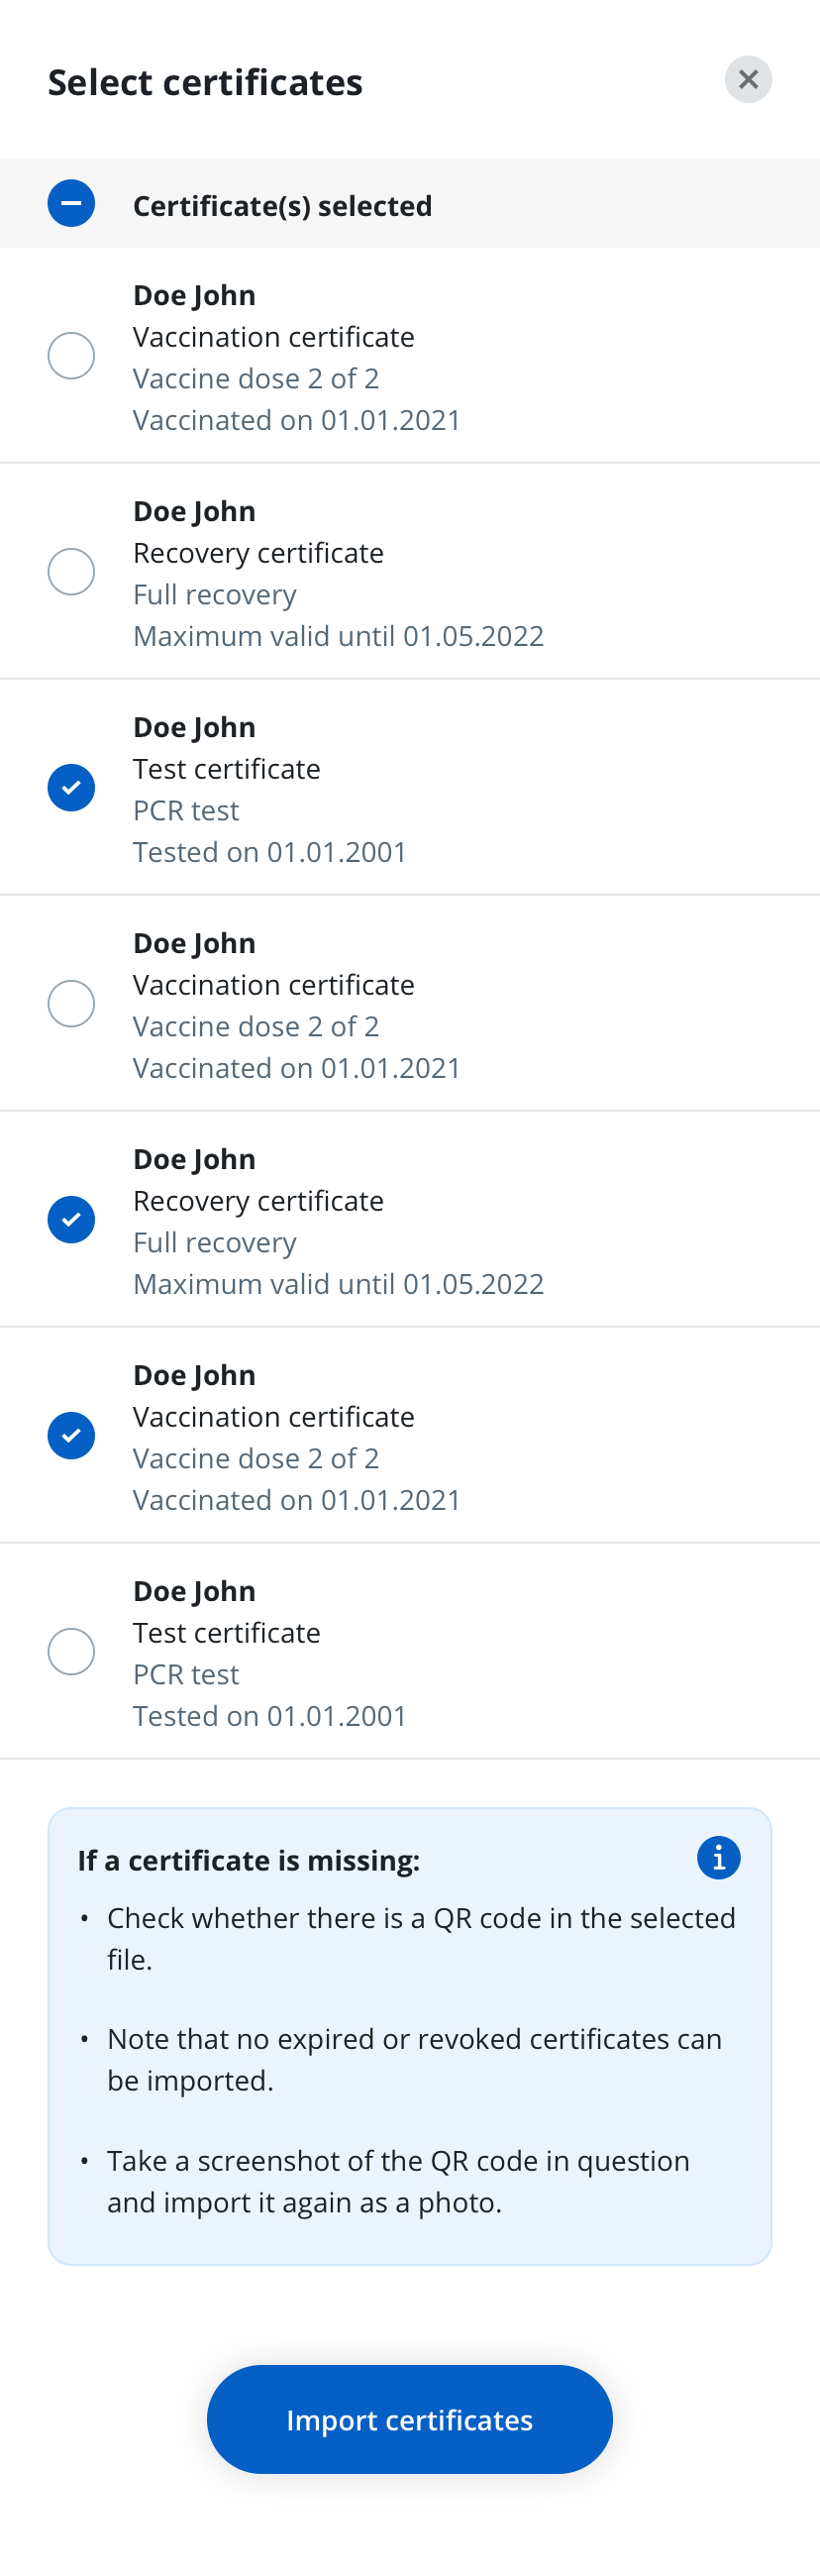 Select certificates
Certificate(s) selected
Doe John
Vaccination certificate
Vaccine dose 2 of 2
Vaccinated on 01.01.2021
Doe John
Recovery certificate
Full recovery
Maximum valid until 01.05.2022
Doe John
Test certificate
PCR test
Tested on 01.01.2001
Doe John
Vaccination certificate
Vaccine dose 2 of 2
Vaccinated on 01.01.2021
Doe John
Recovery certificate
Full recovery
Maximum valid until 01.05.2022
Doe John
Vaccination certificate
Vaccine dose 2 of 2
Vaccinated on 01.01.2021
Doe John
Test certificate
PCR test
Tested on 01.01.2001
If a certificate is missing:
• Check whether there is a QR code in the selected
file.
• Note that no expired or revoked certificates can
be imported.
• Take a screenshot of the QR code in question
and import it again as a photo.
Import certificates